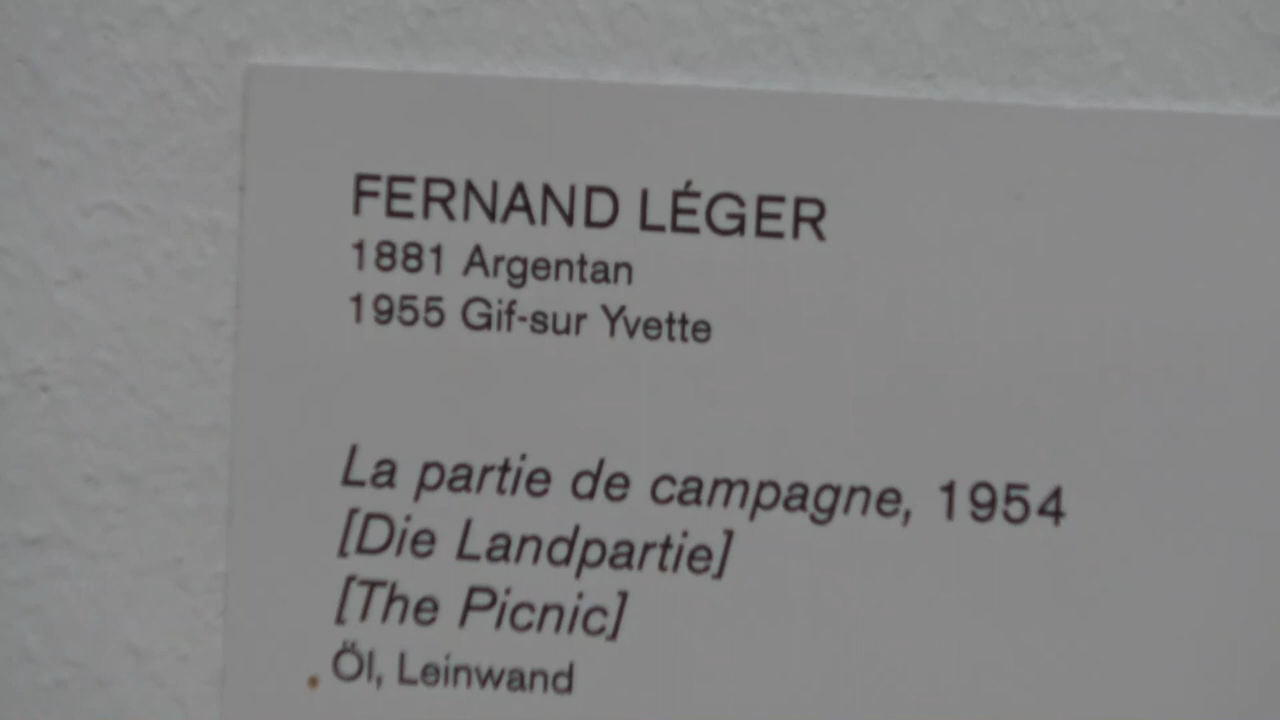 FERNAND LÉGER
1881 Argentan
1955 Gif-sur Yvette
La partie de campagne, 1954
[Die Landpartie]
[The Picnic]
Öl, Leinwand